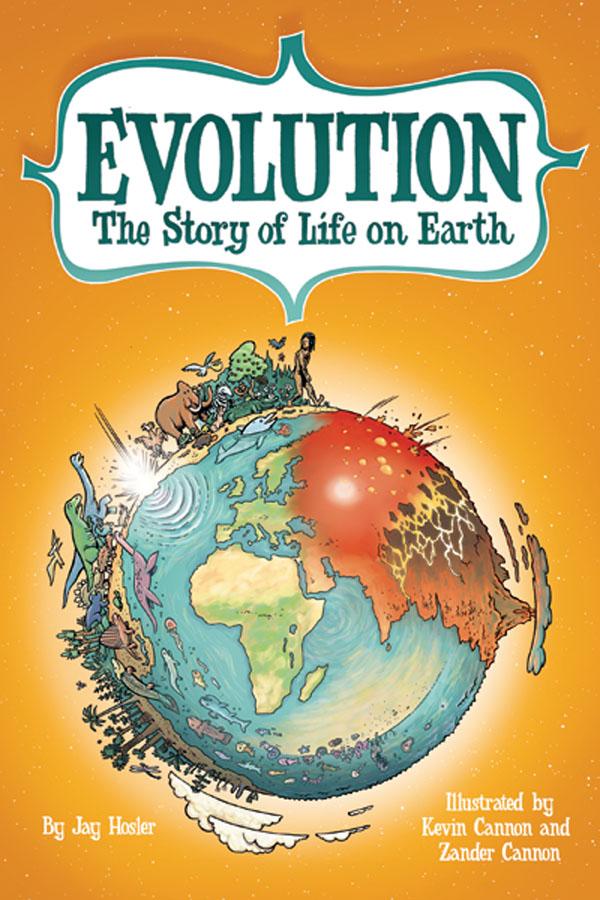 EVOLUTION
The Story of Life on Earth
By Jay Hosler
Illustrated by
Kevin Cannon and
Zander Cannon